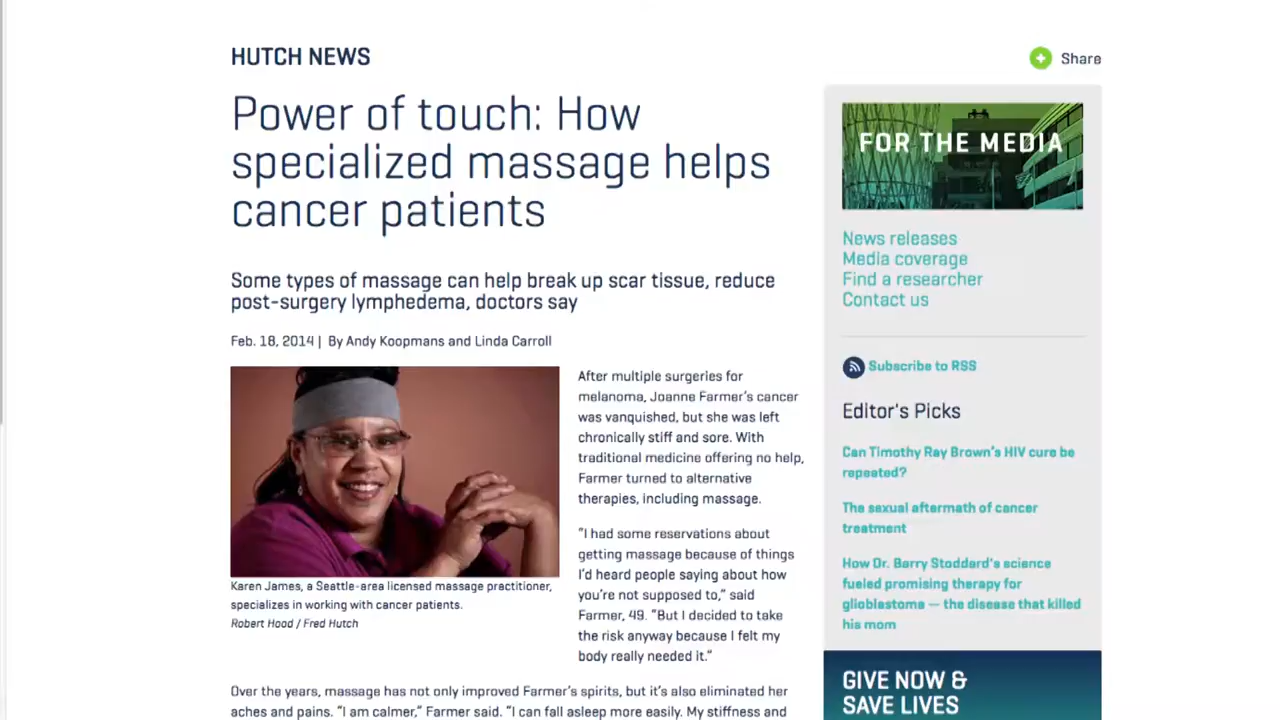 HUTCH NEWS
Share
Power of touch: How
specialized massage helps
cancer patients
Some types of massage can help break up scar tissue, reduce
post-surgery lymphedema, doctors say
Feb. 18, 2014 | By Andy Koopmans and Linda Carroll
After multiple surgeries for
melanoma, Joanne Farmer's cancer
was vanquished, but she was left
chronically stiff and sore. With
traditional medicine offering no help,
Farmer turned to alternative
therapies, including massage.
"I had some reservations about
getting massage because of things
I'd heard people saying about how
you're not supposed to," said
Farmer, 49. "But I decided to take
the risk anyway because I felt my
body really needed it."
Karen James, a Seattle-area licensed massage practitioner,
specializes in working with cancer patients.
Robert Hood / Fred Hutch
Over the years, massage has not only improved Farmer's spirits, but it's also eliminated her
aches and pains. "I am calmer," Farmer said. "I can fall asleep more easily. My stiffness and
FOR THE MEDIA
News releases
Media coverage
Find a researcher
Contact us
Subscribe to RSS
Editor's Picks
Can Timothy Ray Brown's HIV cure be
repeated?
The sexual aftermath of cancer
treatment
How Dr. Barry Stoddard's science
fueled promising therapy for
glioblastoma — the disease that killed
his mom
GIVE NOW &
SAVE LIVES